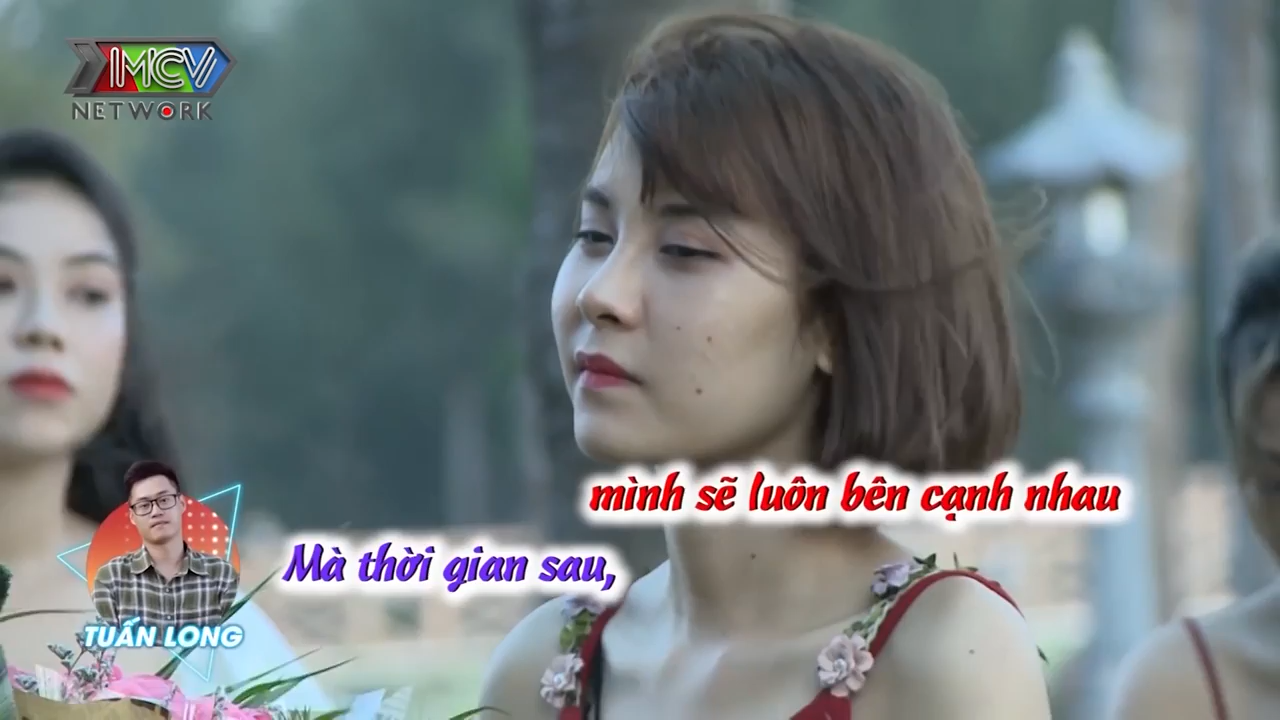 MCV
NETWORK
mình sẽ luôn bên cạnh nhau
Mà thời gian sau,
TUẤN LONG